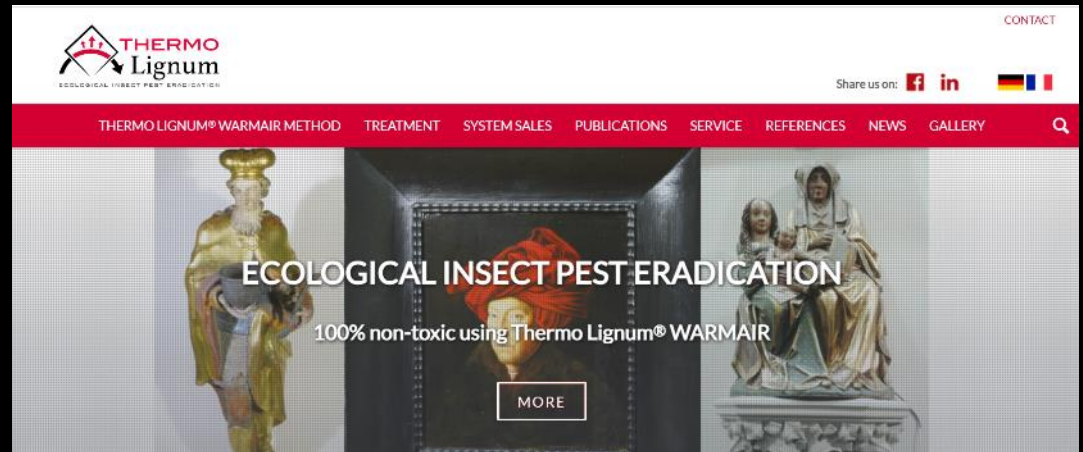 CONTACT
THERMO
Lignum
ECOLOGICAL INSECT PEST ERADICATION
Share us on:
THERMO LIGNUM® WARMAIR METHOD TREATMENT SYSTEM SALES PUBLICATIONS SERVICE REFERENCES NEWS GALLERY
ECOLOGICAL INSECT PEST ERADICATION
100% non-toxic using Thermo Lignum® WARMAIR
MORE